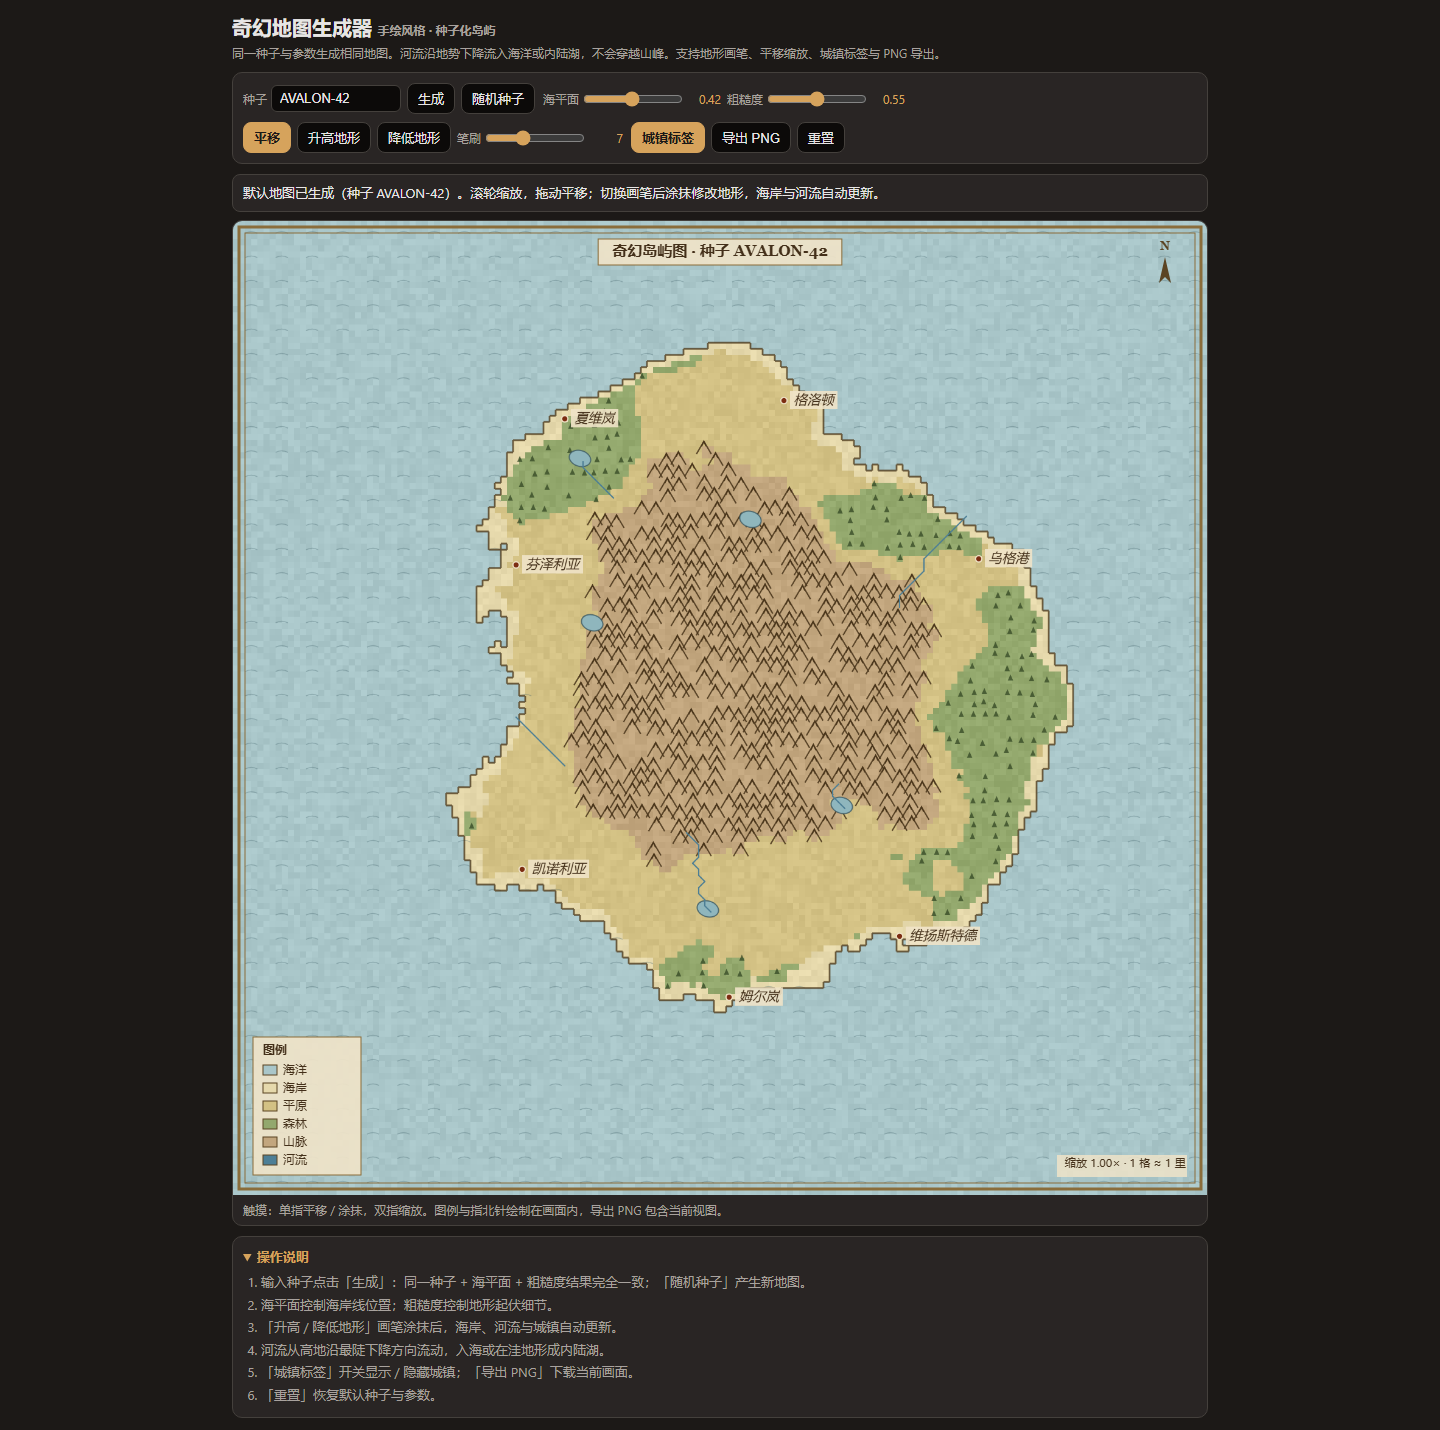 奇幻地图生成器 手绘风格 · 种子化岛屿
同一种子与参数生成相同地图。河流沿地势下降流入海洋或内陆湖，不会穿越山峰。支持地形画笔、平移缩放、城镇标签与 PNG 导出。
种子 AVALON-42 生成 随机种子 海平面 0.42 粗糙度 0.55
平移 升高地形 降低地形 笔刷 7 城镇标签 导出 PNG 重置
默认地图已生成（种子 AVALON-42）。滚轮缩放，拖动平移；切换画笔后涂抹修改地形，海岸与河流自动更新。
奇幻岛屿图 · 种子 AVALON-42
N
格洛顿
夏维岚
乌格港
芬泽利亚
凯诺利亚
维扬斯特德
姆尔岚
图例
海洋
海岸
平原
森林
山脉
河流
缩放 1.00× · 1 格 ≈ 1 里
触摸：单指平移 / 涂抹，双指缩放。图例与指北针绘制在画面内，导出 PNG 包含当前视图。
▼ 操作说明
1. 输入种子点击「生成」：同一种子 + 海平面 + 粗糙度结果完全一致；「随机种子」产生新地图。
2. 海平面控制海岸线位置；粗糙度控制地形起伏细节。
3. 「升高 / 降低地形」画笔涂抹后，海岸、河流与城镇自动更新。
4. 河流从高地沿最陡下降方向流动，入海或在洼地形成内陆湖。
5. 「城镇标签」开关显示 / 隐藏城镇；「导出 PNG」下载当前画面。
6. 「重置」恢复默认种子与参数。